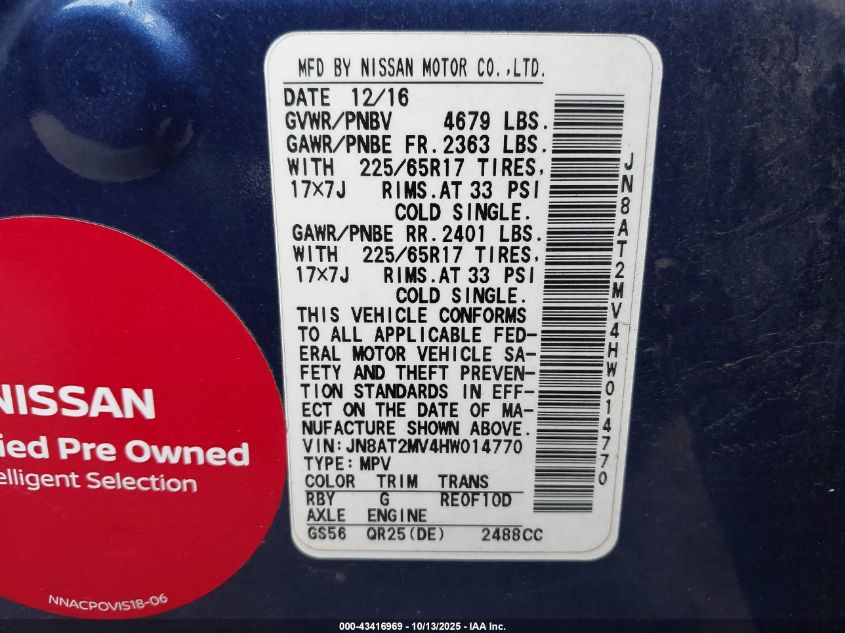 MFD BY NISSAN MOTOR CO.,LTD.
DATE 12/16
GVWR/PNBV 4679 LBS.
GAWR/PNBE FR. 2363 LBS.
WITH 225/65R17 TIRES,
17X7J RIMS. AT 33 PSI
COLD SINGLE.
GAWR/PNBE RR. 2401 LBS.
WITH 225/65R17 TIRES,
17X7J RIMS. AT 33 PSI
COLD SINGLE.
THIS VEHICLE CONFORMS
TO ALL APPLICABLE FED-
ERAL MOTOR VEHICLE SA-
FETY AND THEFT PREVEN-
TION STANDARDS IN EFF-
ECT ON THE DATE OF MA-
NUFACTURE SHOWN ABOVE.
VIN:JN8AT2MV4HW014770
TYPE:MPV
COLOR TRIM TRANS
RBY G RE0F10D
AXLE ENGINE
GS56 QR25(DE) 2488CC
JN8AT2MV4HW014770
NISSAN
ied Pre Owned
elligent Selection
NNACPOVIS18-06
000-43416969 | 10/13/2025 - IAA Inc.